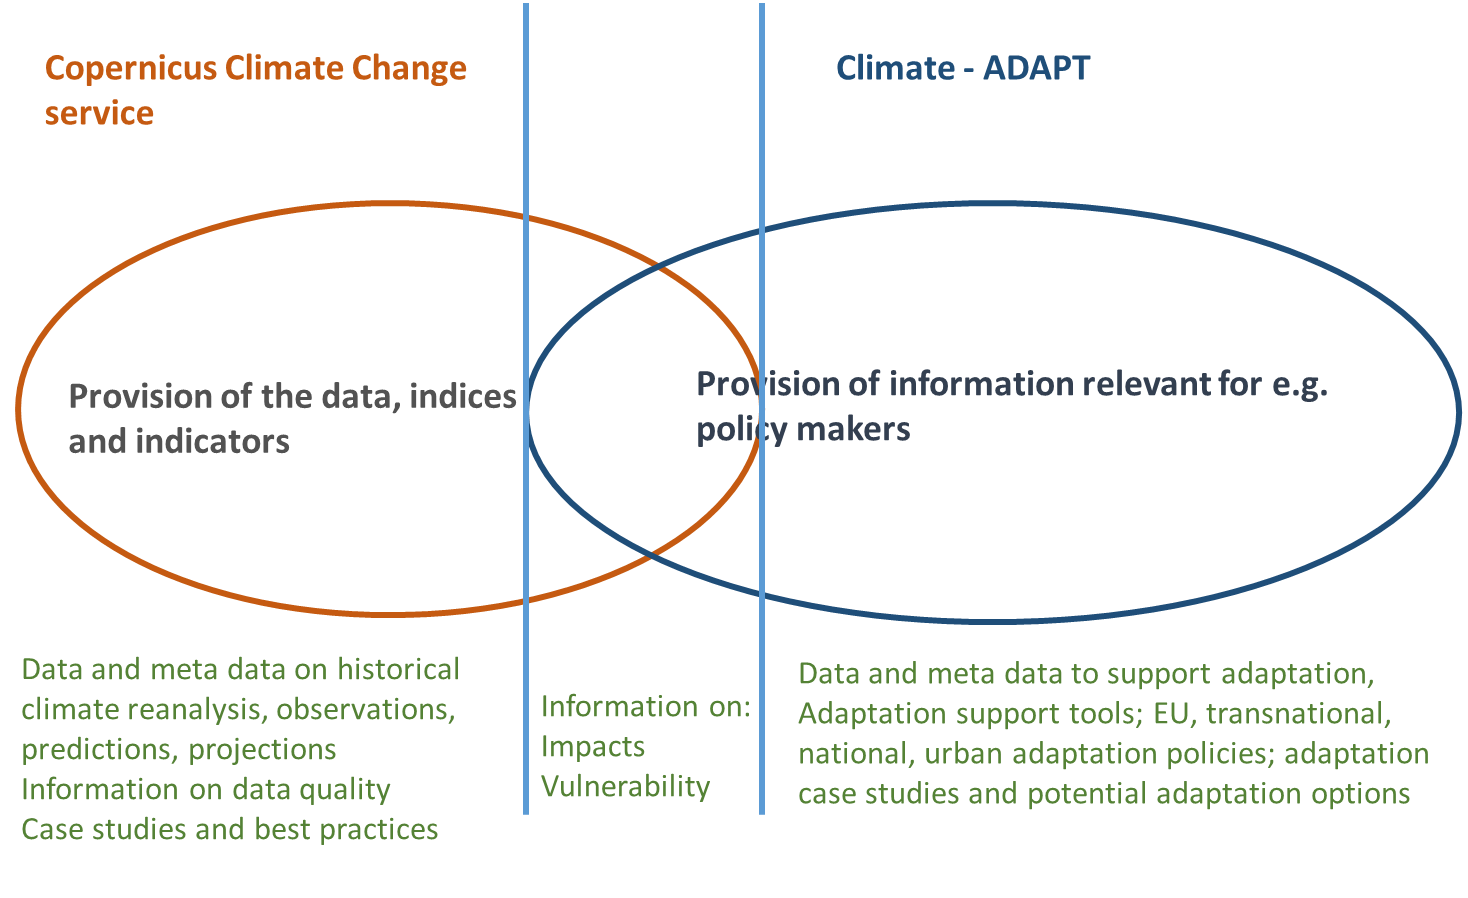 Copernicus Climate Change
service
Climate - ADAPT
Provision of the data, indices
and indicators
Provision of information relevant for e.g.
policy makers
Data and meta data on historical
climate reanalysis, observations,
predictions, projections
Information on data quality
Case studies and best practices
Information on:
Impacts
Vulnerability
Data and meta data to support adaptation,
Adaptation support tools; EU, transnational,
national, urban adaptation policies; adaptation
case studies and potential adaptation options